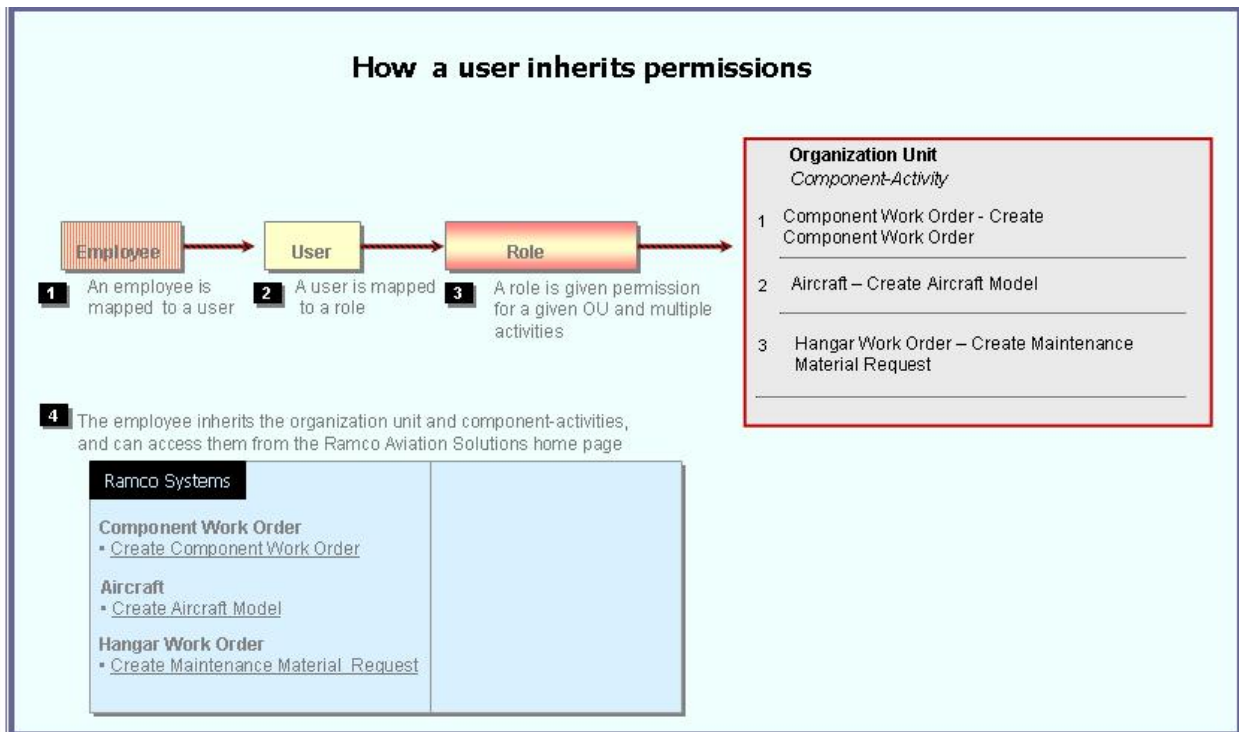 How a user inherits permissions
Organization Unit
Component-Activity
1 Component Work Order - Create
Component Work Order
2 Aircraft – Create Aircraft Model
3 Hangar Work Order – Create Maintenance
Material Request
Employee
User
Role
1 An employee is
mapped to a user
2 A user is mapped
to a role
3 A role is given permission
for a given OU and multiple
activities
4 The employee inherits the organization unit and component-activities,
and can access them from the Ramco Aviation Solutions home page
Ramco Systems
Component Work Order
▪ Create Component Work Order
Aircraft
▪ Create Aircraft Model
Hangar Work Order
▪ Create Maintenance Material Request